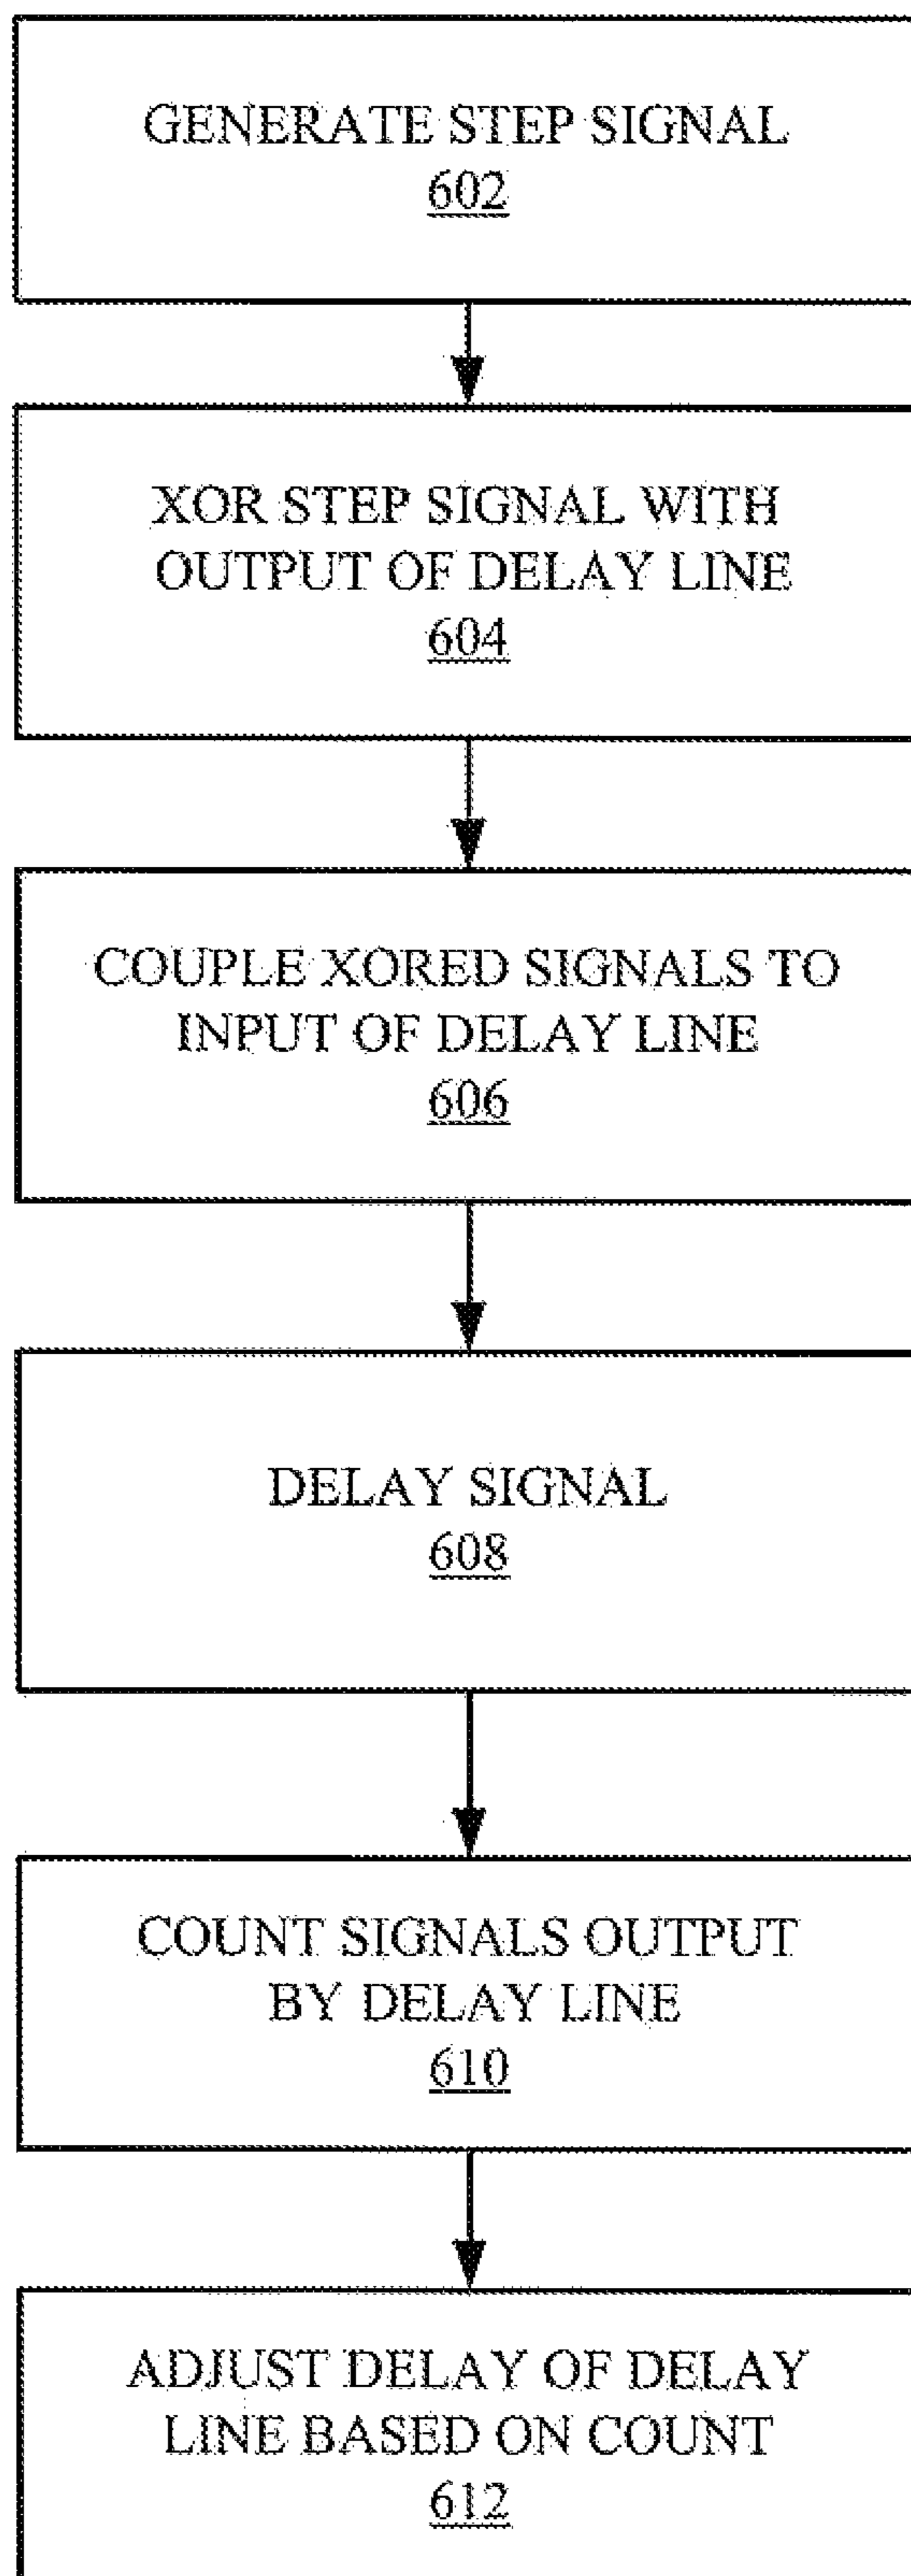 GENERATE STEP SIGNAL
602
XOR STEP SIGNAL WITH
OUTPUT OF DELAY LINE
604
COUPLE XORED SIGNALS TO
INPUT OF DELAY LINE
606
DELAY SIGNAL
608
COUNT SIGNALS OUTPUT
BY DELAY LINE
610
ADJUST DELAY OF DELAY
LINE BASED ON COUNT
612